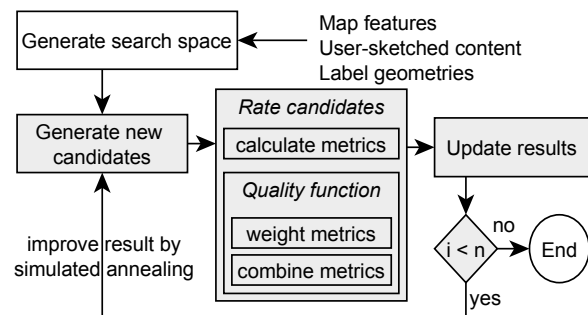 Generate search space
Map features
User-sketched content
Label geometries
Generate new
candidates
Rate candidates
calculate metrics
Quality function
weight metrics
combine metrics
Update results
i < n
no
End
yes
improve result by
simulated annealing